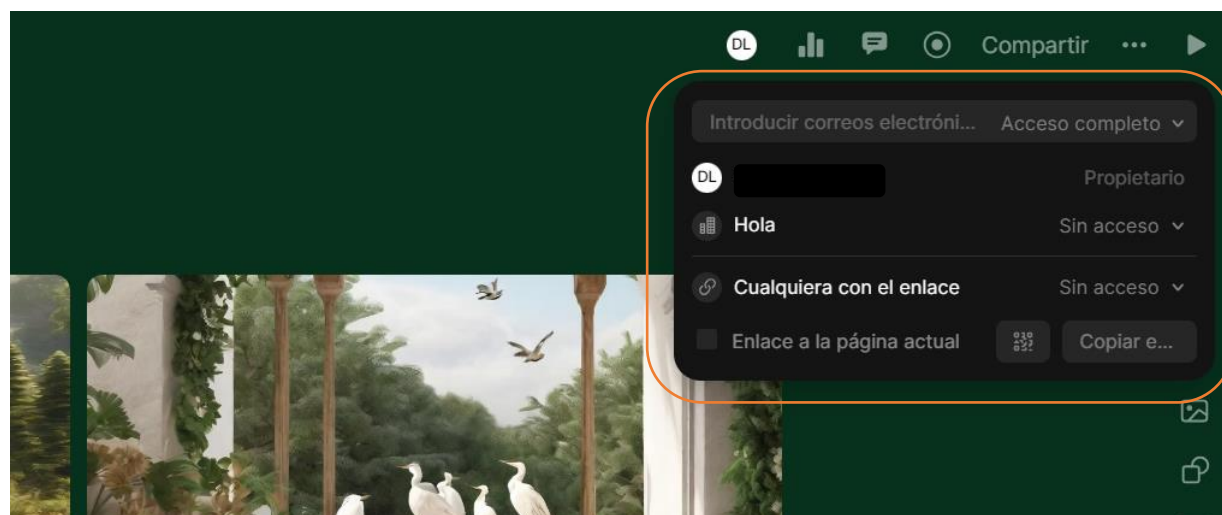 DL
Compartir
Introducir correos electróni... Acceso completo
DL
Propietario
Hola
Sin acceso
Cualquiera con el enlace
Sin acceso
Enlace a la página actual
Copiar e...